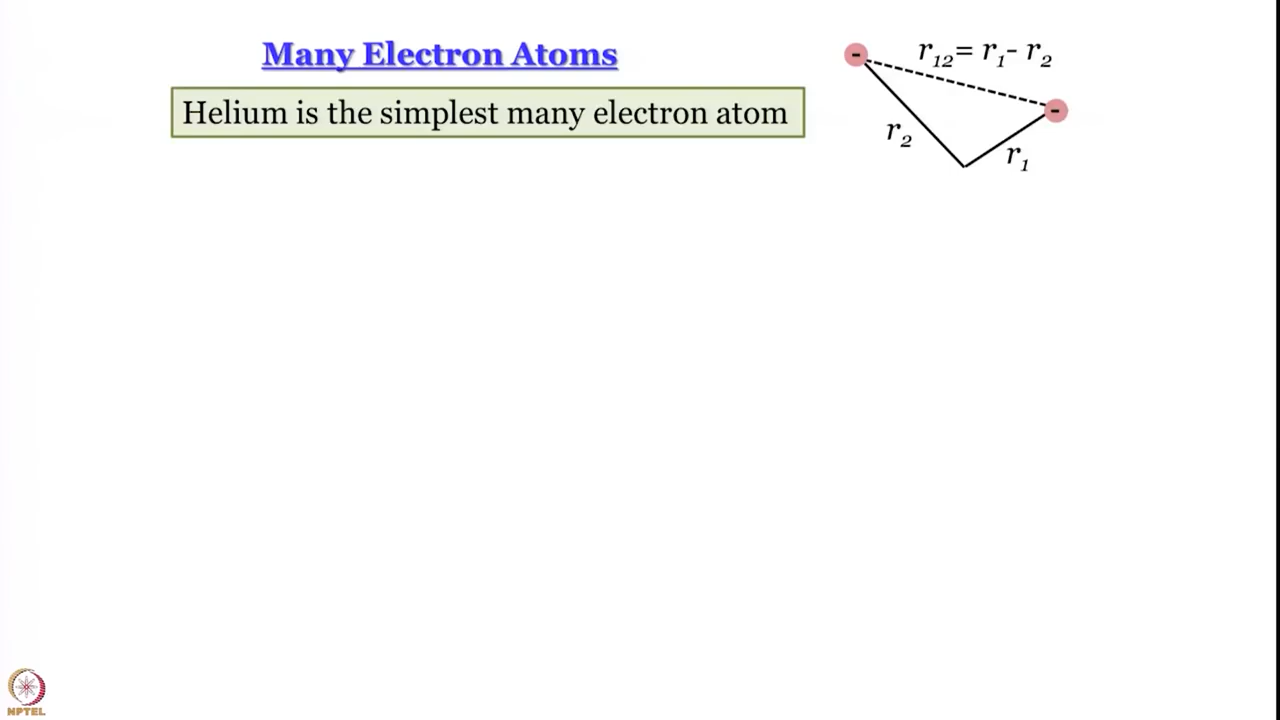 Many Electron Atoms
Helium is the simplest many electron atom
-
r₁₂= r₁- r₂
-
r₂
r₁
NPTEL